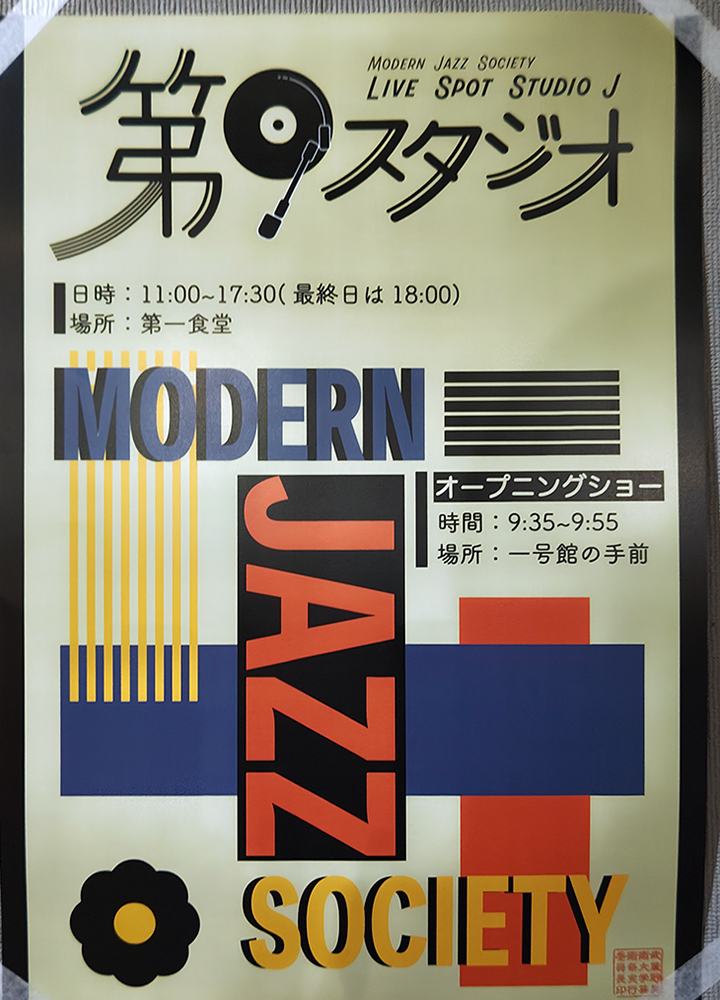 MODERN JAZZ SOCIETY
LIVE SPOT STUDIO J
第9スタジオ
日時：11:00~17:30(最終日は18:00)
場所：第一食堂
MODERN
オープニングショー
時間：9:35~9:55
場所：一号館の手前
JAZZ
SOCIETY